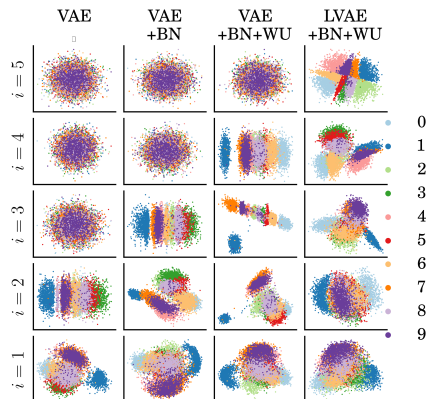 VAE VAE VAE LVAE
+BN +BN+WU +BN+WU
i = 5
i = 4
i = 3
i = 2
i = 1
0
1
2
3
4
5
6
7
8
9